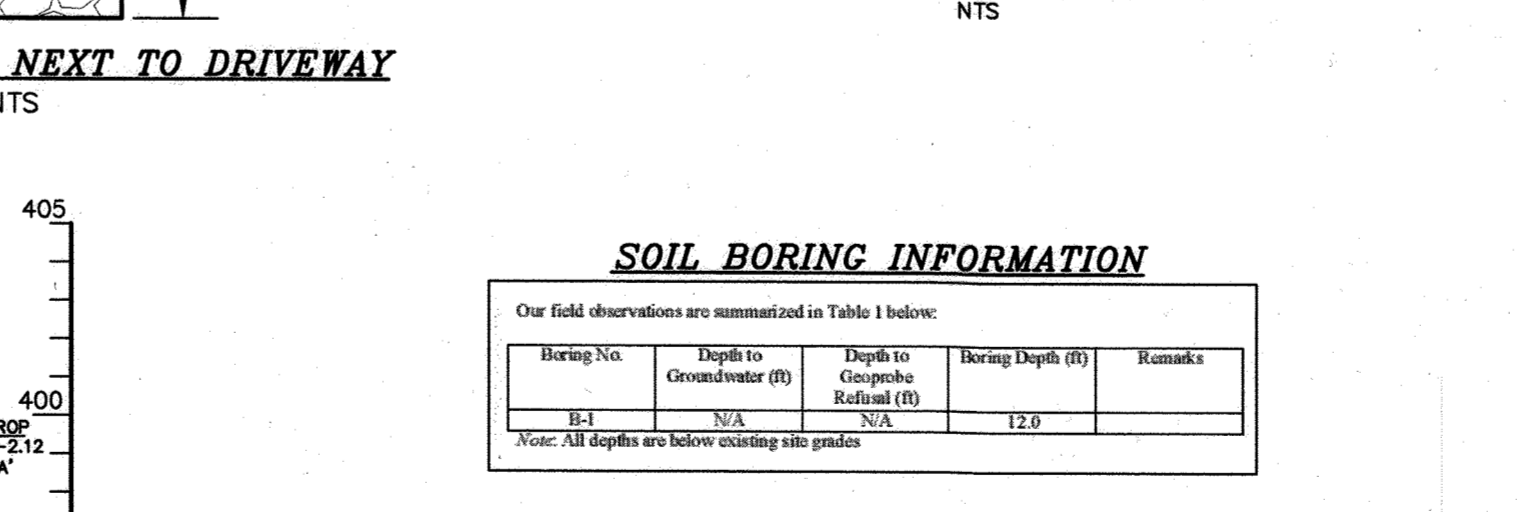 NTS
NEXT TO DRIVEWAY
NTS
405
400
SOIL BORING INFORMATION
Our field observations are summarized in Table 1 below:
Boring No. Depth to Groundwater (ft) Depth to Geoprobe Refusal (ft) Boring Depth (ft) Remarks
B-1 N/A N/A 12.0
Note: All depths are below existing site grades
-2.12